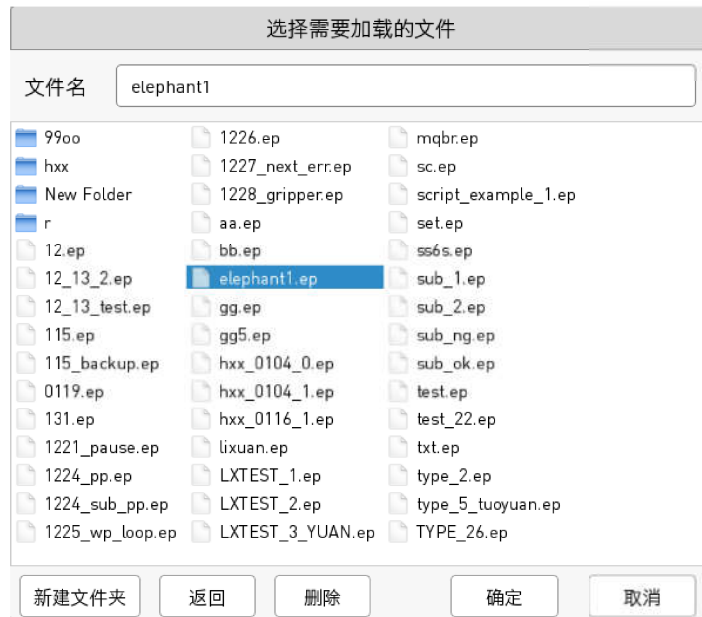 选择需要加载的文件
文件名 elephant1
99oo 1226.ep mqbr.ep
hxx 1227_next_err.ep sc.ep
New Folder 1228_gripper.ep script_example_1.ep
r aa.ep set.ep
12.ep bb.ep ss6s.ep
12_13_2.ep elephant1.ep sub_1.ep
12_13_test.ep gg.ep sub_2.ep
115.ep gg5.ep sub_ng.ep
115_backup.ep hxx_0104_0.ep sub_ok.ep
0119.ep hxx_0104_1.ep test.ep
131.ep hxx_0116_1.ep test_22.ep
1221_pause.ep lixuan.ep txt.ep
1224_pp.ep LXTEST_1.ep type_2.ep
1224_sub_pp.ep LXTEST_2.ep type_5_tuoyuan.ep
1225_wp_loop.ep LXTEST_3_YUAN.ep TYPE_26.ep
新建文件夹 返回 删除 确定 取消